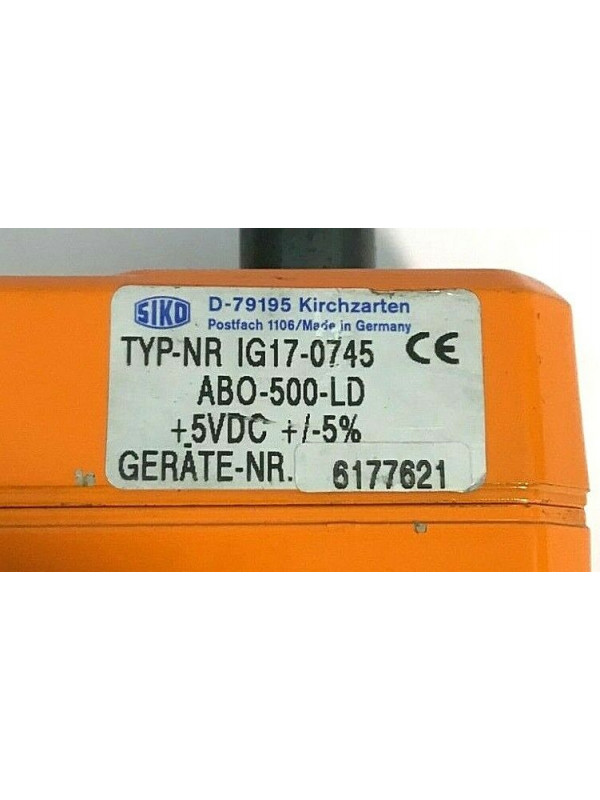 SIKO
D-79195 Kirchzarten
Postfach 1106/Made in Germany
TYP-NR IG17-0745 CE
ABO-500-LD
+5VDC +/-5%
GERÄTE-NR. 6177621